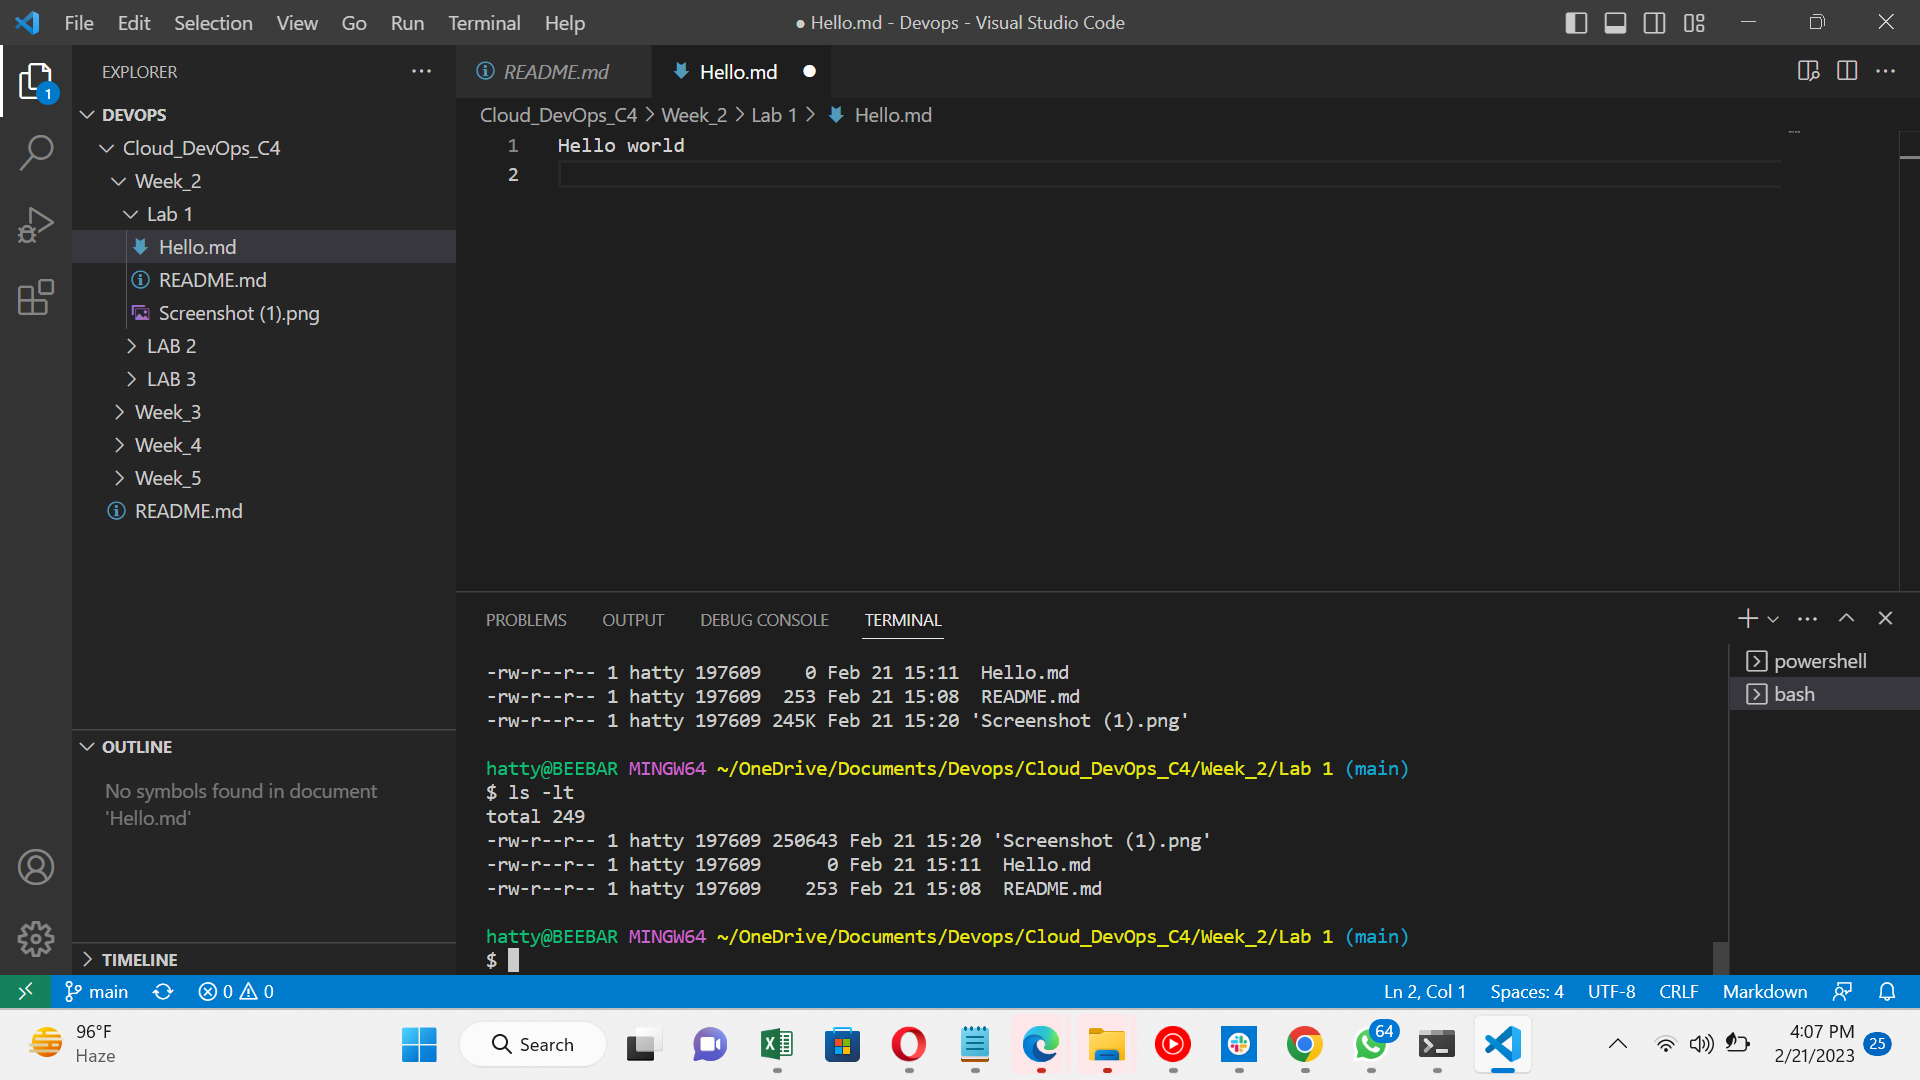 File Edit Selection View Go Run Terminal Help
● Hello.md - Devops - Visual Studio Code
1
EXPLORER
DEVOPS
Cloud_DevOps_C4
Week_2
Lab 1
Hello.md
README.md
Screenshot (1).png
LAB 2
LAB 3
Week_3
Week_4
Week_5
README.md
OUTLINE
No symbols found in document
'Hello.md'
TIMELINE
README.md
Hello.md
Cloud_DevOps_C4 > Week_2 > Lab 1 > Hello.md
1 Hello world
2
PROBLEMS OUTPUT DEBUG CONSOLE TERMINAL
-rw-r--r-- 1 hatty 197609    0 Feb 21 15:11  Hello.md
-rw-r--r-- 1 hatty 197609  253 Feb 21 15:08  README.md
-rw-r--r-- 1 hatty 197609 245K Feb 21 15:20 'Screenshot (1).png'
hatty@BEEBAR MINGW64 ~/OneDrive/Documents/Devops/Cloud_DevOps_C4/Week_2/Lab 1 (main)
$ ls -lt
total 249
-rw-r--r-- 1 hatty 197609 250643 Feb 21 15:20 'Screenshot (1).png'
-rw-r--r-- 1 hatty 197609      0 Feb 21 15:11  Hello.md
-rw-r--r-- 1 hatty 197609    253 Feb 21 15:08  README.md
hatty@BEEBAR MINGW64 ~/OneDrive/Documents/Devops/Cloud_DevOps_C4/Week_2/Lab 1 (main)
$
powershell
bash
main 0 0
Ln 2, Col 1 Spaces: 4 UTF-8 CRLF Markdown
96°F
Haze
Search
64
4:07 PM
2/21/2023
25